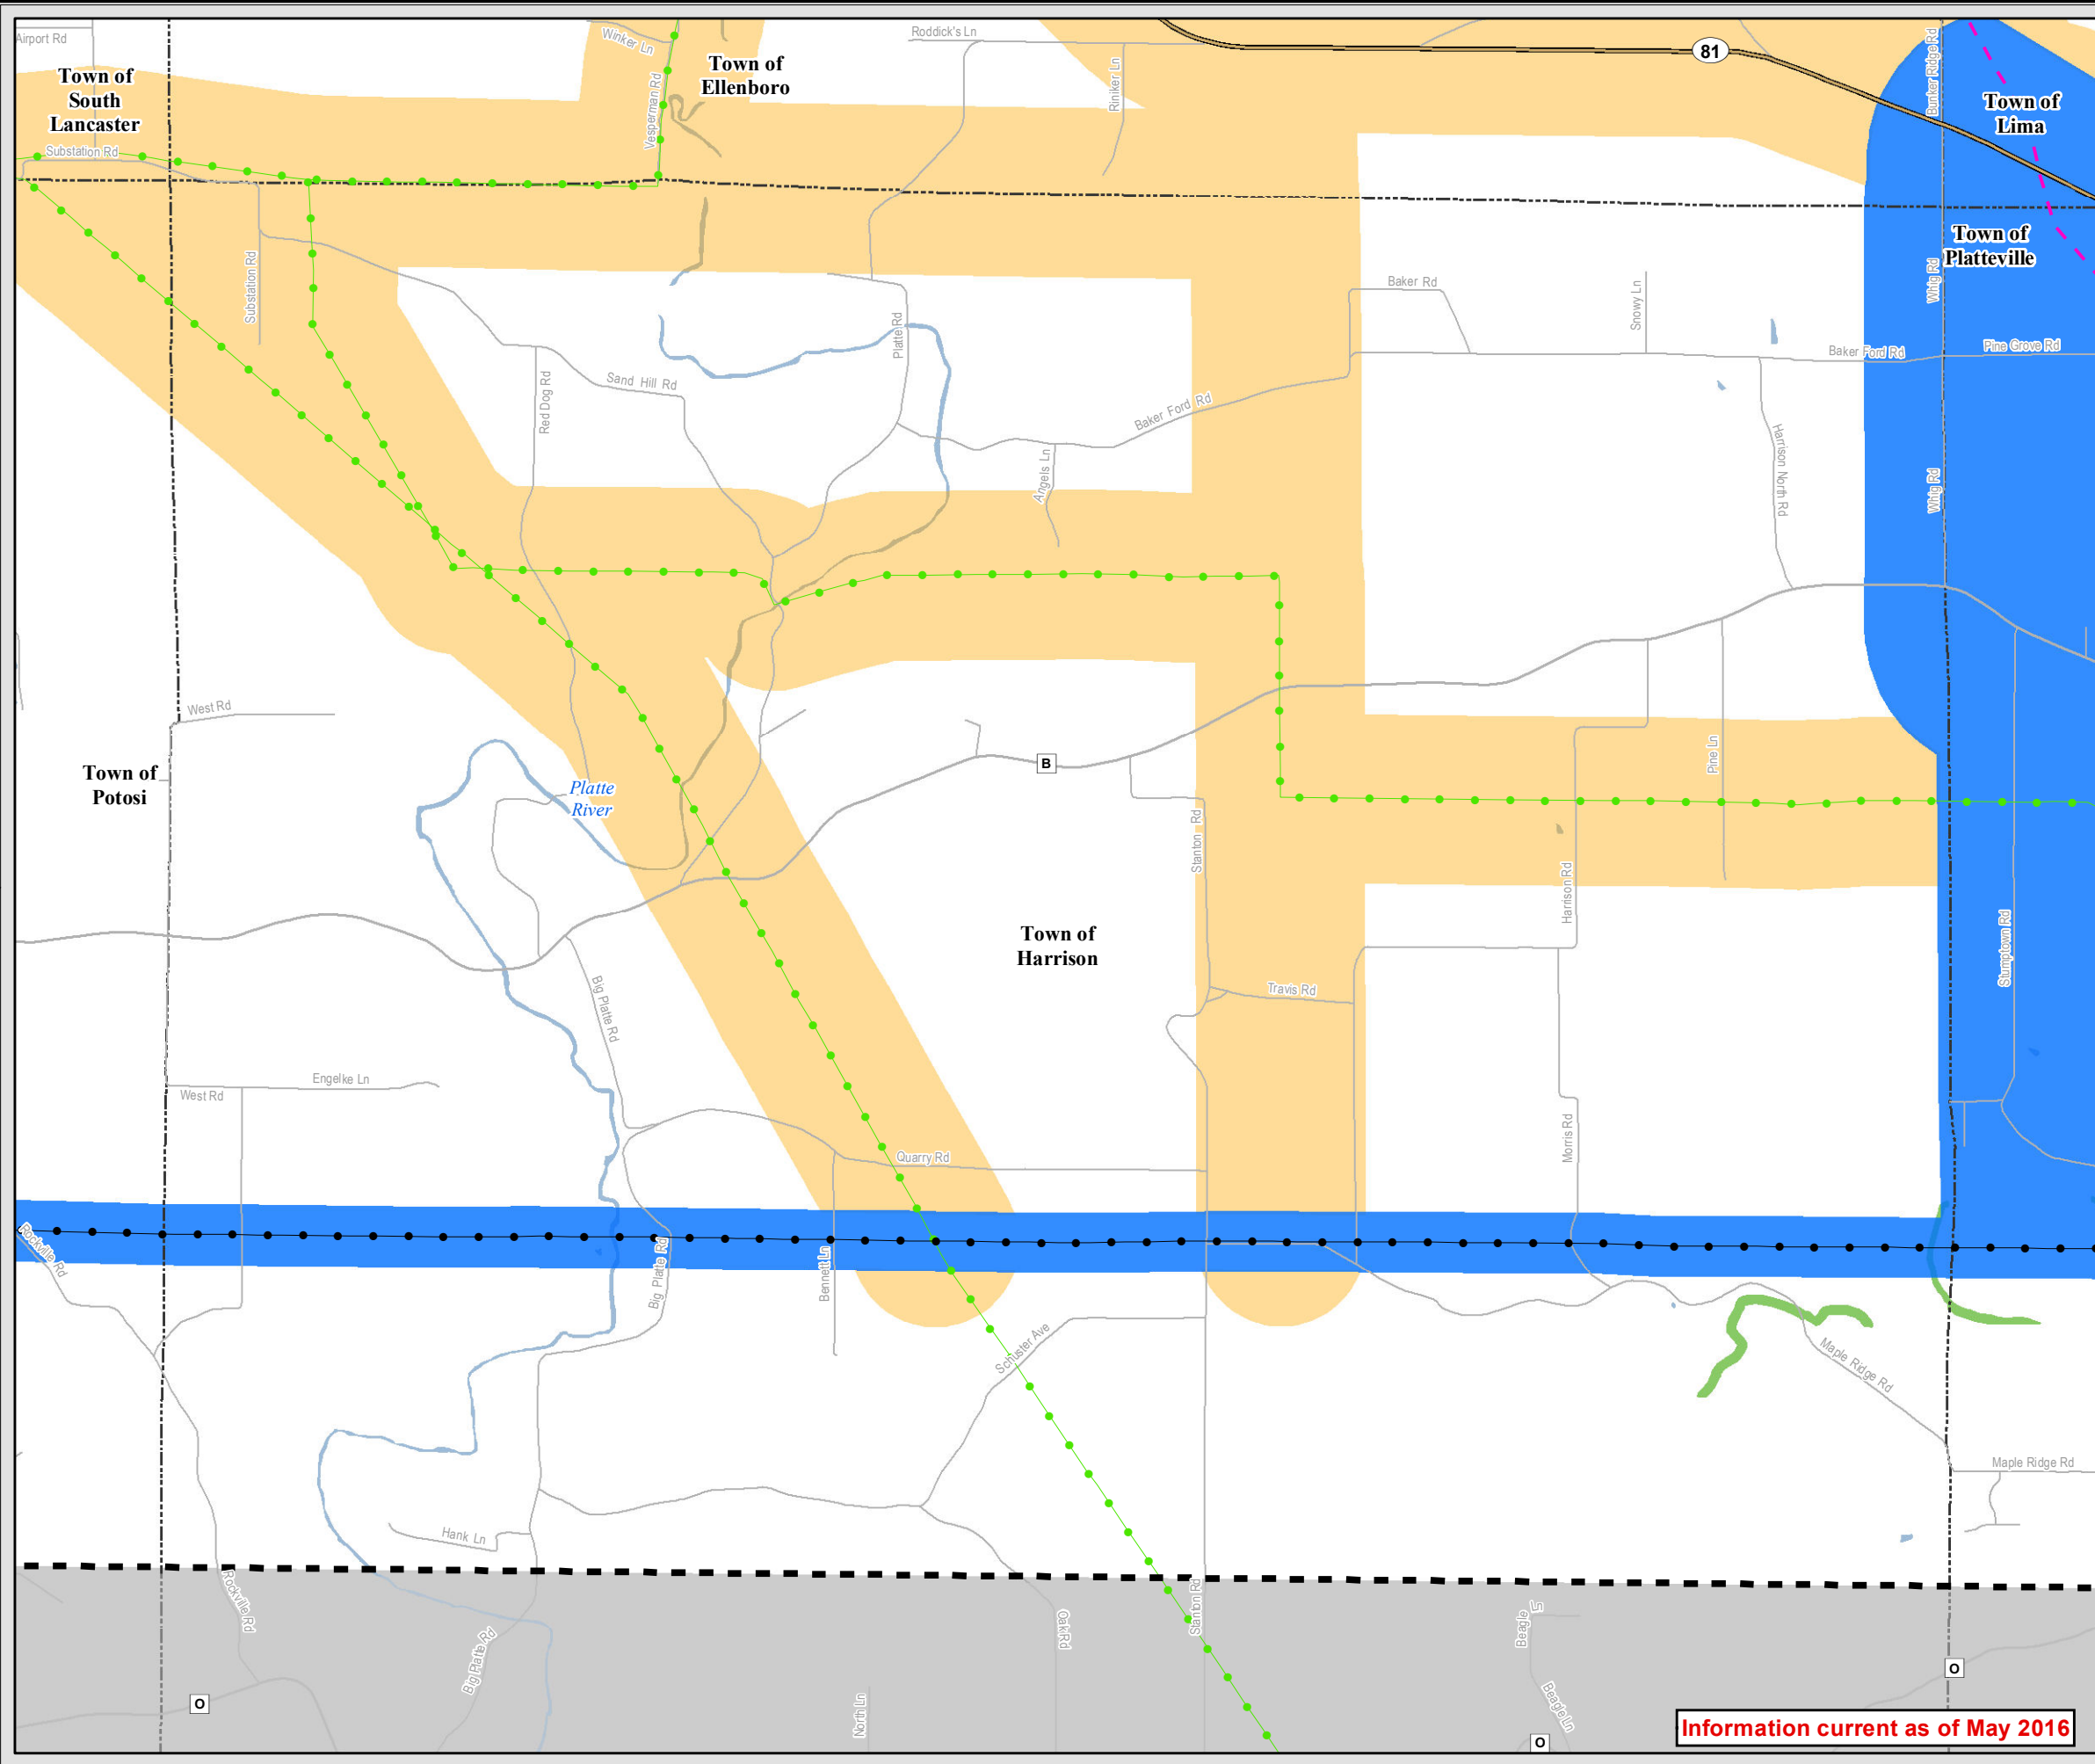 Airport Rd
Winker Ln
Roddick's Ln
81
Town of
South
Lancaster
Town of
Ellenboro
Vesperman Rd
Riniker Ln
Bunker Ridge Rd
Town of
Lima
Substation Rd
Substation Rd
Town of
Platteville
Whig Rd
Baker Rd
Snowy Ln
Platte Rd
Baker Ford Rd
Pine Grove Rd
Sand Hill Rd
Red Dog Rd
Baker Ford Rd
Angels Ln
Harrison North Rd
Whig Rd
West Rd
Town of
Potosi
Platte
River
B
Pine Ln
Stanton Rd
Harrison Rd
Town of
Harrison
Stumptown Rd
Big Platte Rd
Travis Rd
Engelke Ln
West Rd
Morris Rd
Quarry Rd
Rockville Rd
Big Platte Rd
Bennett Ln
Schuster Ave
Maple Ridge Rd
Maple Ridge Rd
Hank Ln
Rockville Rd
Big Platte Rd
Oak Rd
Stanton Rd
Beagle Ln
O
O
North Ln
Beagle Ln
O
Information current as of May 2016